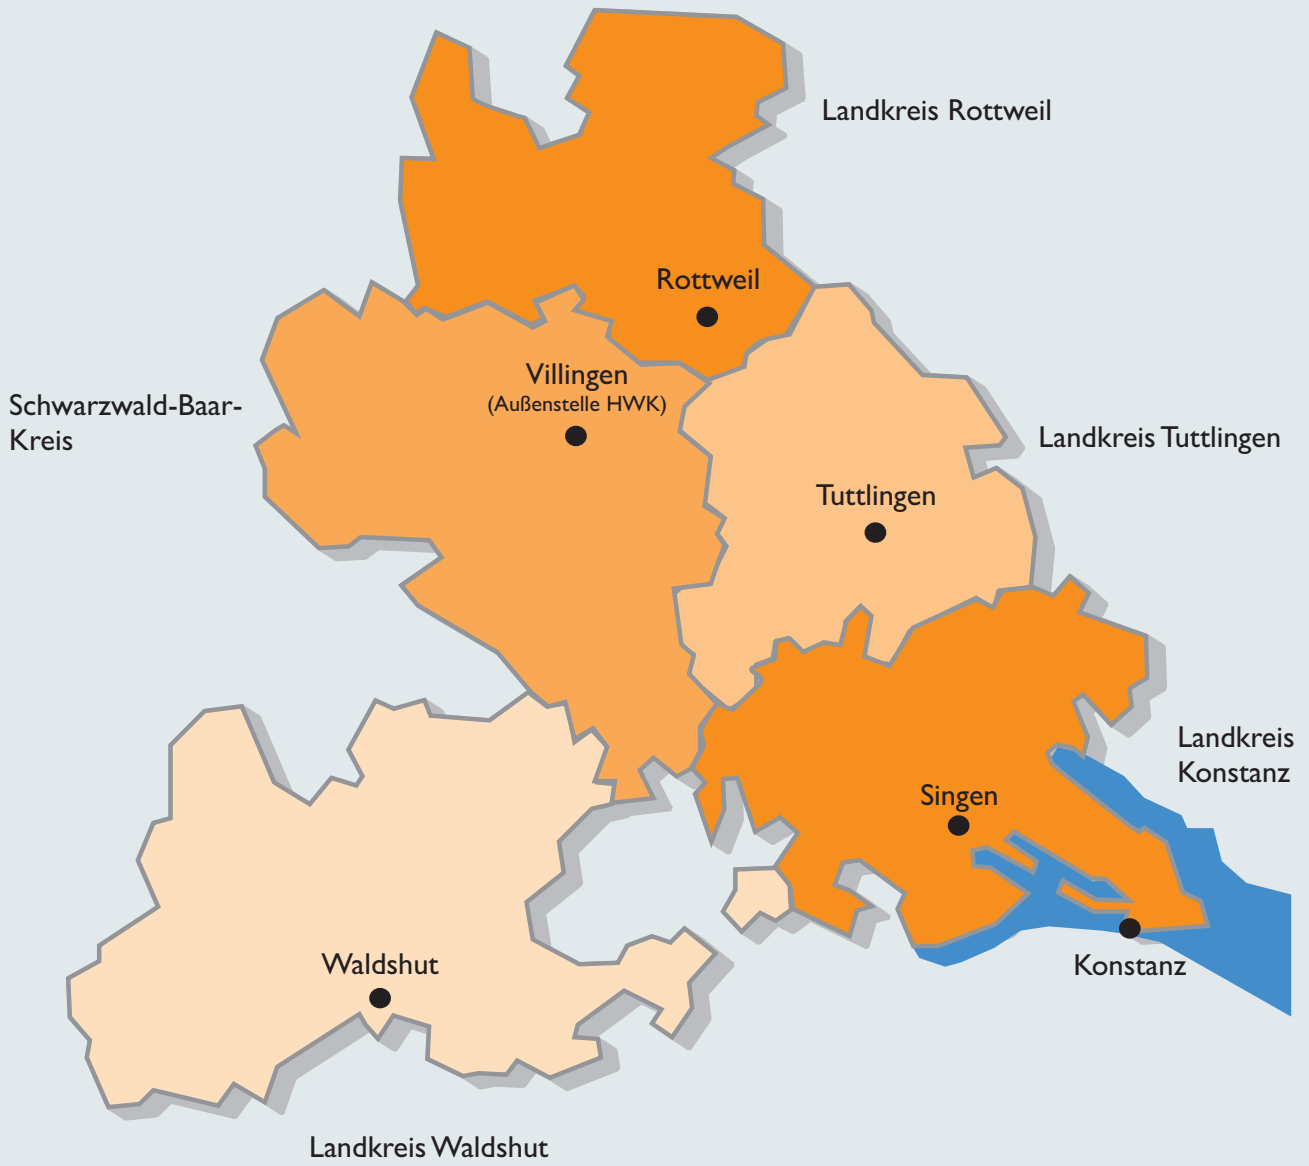 Landkreis Rottweil
Rottweil
Villingen
(Außenstelle HWK)
Schwarzwald-Baar-
Kreis
Landkreis Tuttlingen
Tuttlingen
Landkreis
Konstanz
Singen
Waldshut
Konstanz
Landkreis Waldshut